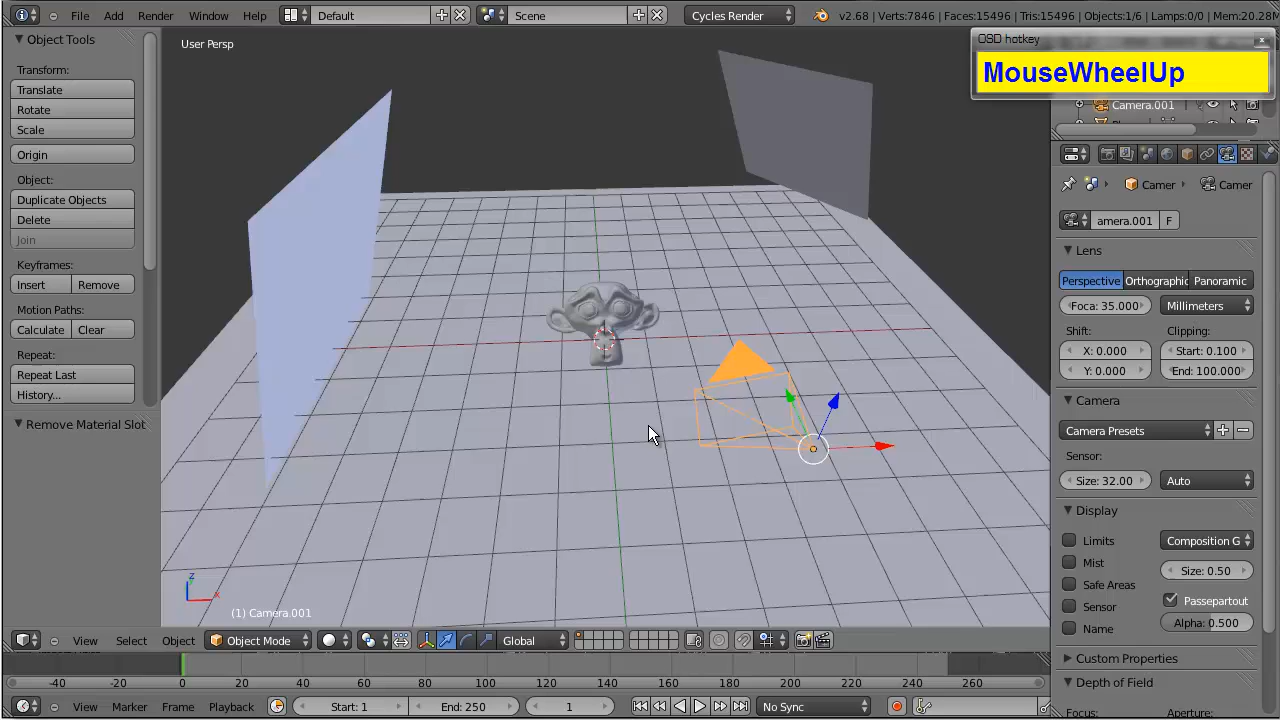 File Add Render Window Help Default Scene Cycles Render v2.68 | Verts:7846 | Faces:15496 | Tris:15496 | Objects:1/6 | Lamps:0/0 | Mem:20.28M
Object Tools
User Persp
OSD hotkey
MouseWheelUp
Transform:
Translate
Rotate
Scale
Camera.001
Origin
Object:
Duplicate Objects
Delete
Join
Camer Camer
amera.001 F
Lens
Keyframes:
Insert Remove
Perspective Orthographic Panoramic
Foca: 35.000 Millimeters
Motion Paths:
Calculate Clear
Shift: Clipping:
X: 0.000 Start: 0.100
Y: 0.000 End: 100.000
Repeat:
Repeat Last
History...
Camera
Remove Material Slot
Camera Presets
Sensor:
Size: 32.00 Auto
Display
Limits Composition G
Mist
Size: 0.50
Safe Areas
Sensor Passepartout
Name Alpha: 0.500
z
x
(1) Camera.001
View Select Object Object Mode Global
Custom Properties
Depth of Field
-40 -20 0 20 40 60 80 100 120 140 160 180 200 220 240 260
View Marker Frame Playback Start: 1 End: 250 1 No Sync
Focus: Aperture: